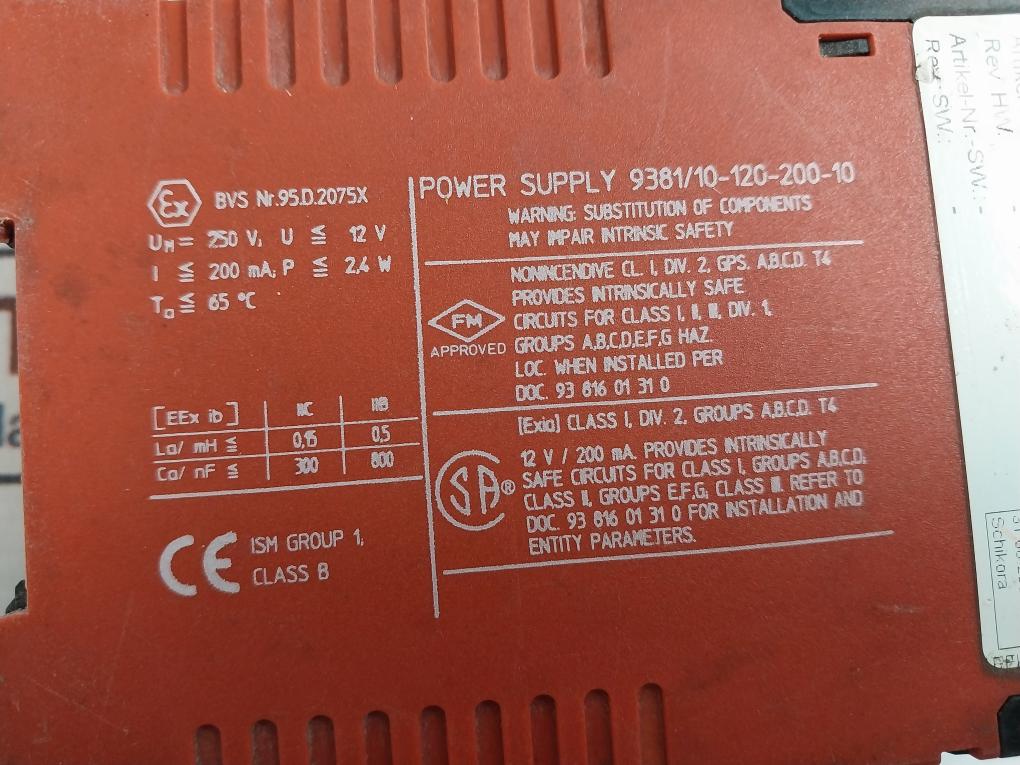 Ex BVS Nr.95.D.2075X
UM= 250 V, U ≤ 12 V
I ≤ 200 mA, P ≤ 2,4 W
Ta ≤ 65 °C
[EEx ib] IIC IIB
La/ mH ≤ 0,15 0,5
Ca/ nF ≤ 300 800
CE ISM GROUP 1,
CLASS B
POWER SUPPLY 9381/10-120-200-10
WARNING: SUBSTITUTION OF COMPONENTS
MAY IMPAIR INTRINSIC SAFETY
FM
APPROVED
NONINCENDIVE CL. I, DIV. 2, GPS. A,B,C,D. T4
PROVIDES INTRINSICALLY SAFE
CIRCUITS FOR CLASS I, II, III, DIV. 1,
GROUPS A,B,C,D,E,F,G HAZ.
LOC. WHEN INSTALLED PER
DOC. 93 816 01 31 0
[Exia] CLASS I, DIV. 2, GROUPS A,B,C,D. T4
SA®
12 V / 200 mA. PROVIDES INTRINSICALLY
SAFE CIRCUITS FOR CLASS I, GROUPS A,B,C,D,
CLASS II, GROUPS E,F,G, CLASS III. REFER TO
DOC. 93 816 01 31 0 FOR INSTALLATION AND
ENTITY PARAMETERS.
Rev HW: -
Artikel-Nr.-SW: -
Rev SW.: -
Schikora